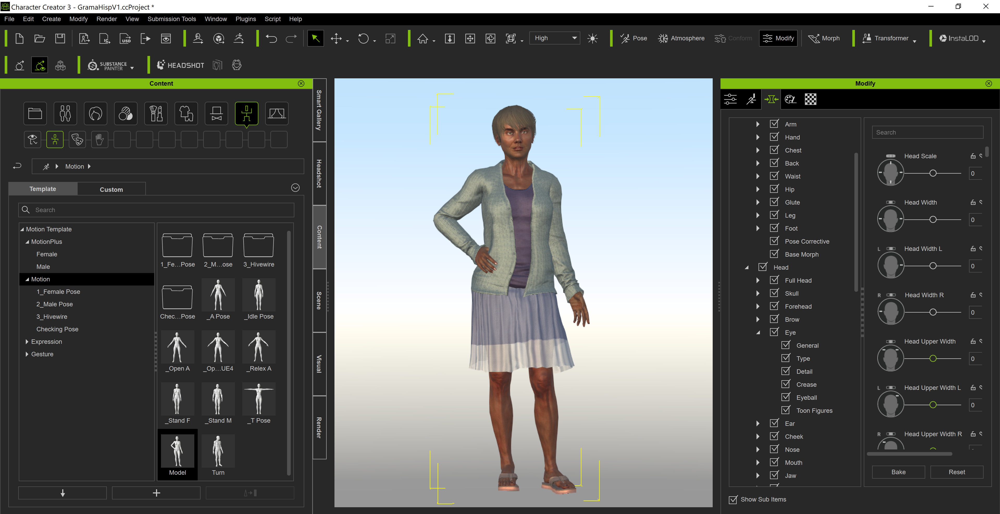 Character Creator 3 - GramaHispV1.ccProject *
File Edit Create Modify Render View Submission Tools Window Plugins Script Help
IC USD High Pose Atmosphere Conform Modify Morph Transformer InstaLOD
SUBSTANCE PAINTER HEADSHOT
Content
Motion
Template Custom
Search
Motion Template
MotionPlus
Female
Male
Motion
1_Female Pose
2_Male Pose
3_Hivewire
Checking Pose
Expression
Gesture
1_Fe...Pose 2_M...ose 3_Hivewire
Chec...Pose _A Pose _Idle Pose
_Open A _Op...UE4 _Relex A
_Stand F _Stand M _T Pose
Model Turn
Smart Gallery
Headshot
Content
Scene
Visual
Render
Modify
Arm
Hand
Chest
Back
Waist
Hip
Glute
Leg
Foot
Pose Corrective
Base Morph
Head
Full Head
Skull
Forehead
Brow
Eye
General
Type
Detail
Crease
Eyeball
Toon Figures
Ear
Cheek
Nose
Mouth
Jaw
Show Sub Items
Search
Head Scale
0
Head Width
0
L Head Width L
0
R Head Width R
0
Head Upper Width
0
L Head Upper Width L
0
R Head Upper Width R
Bake Reset